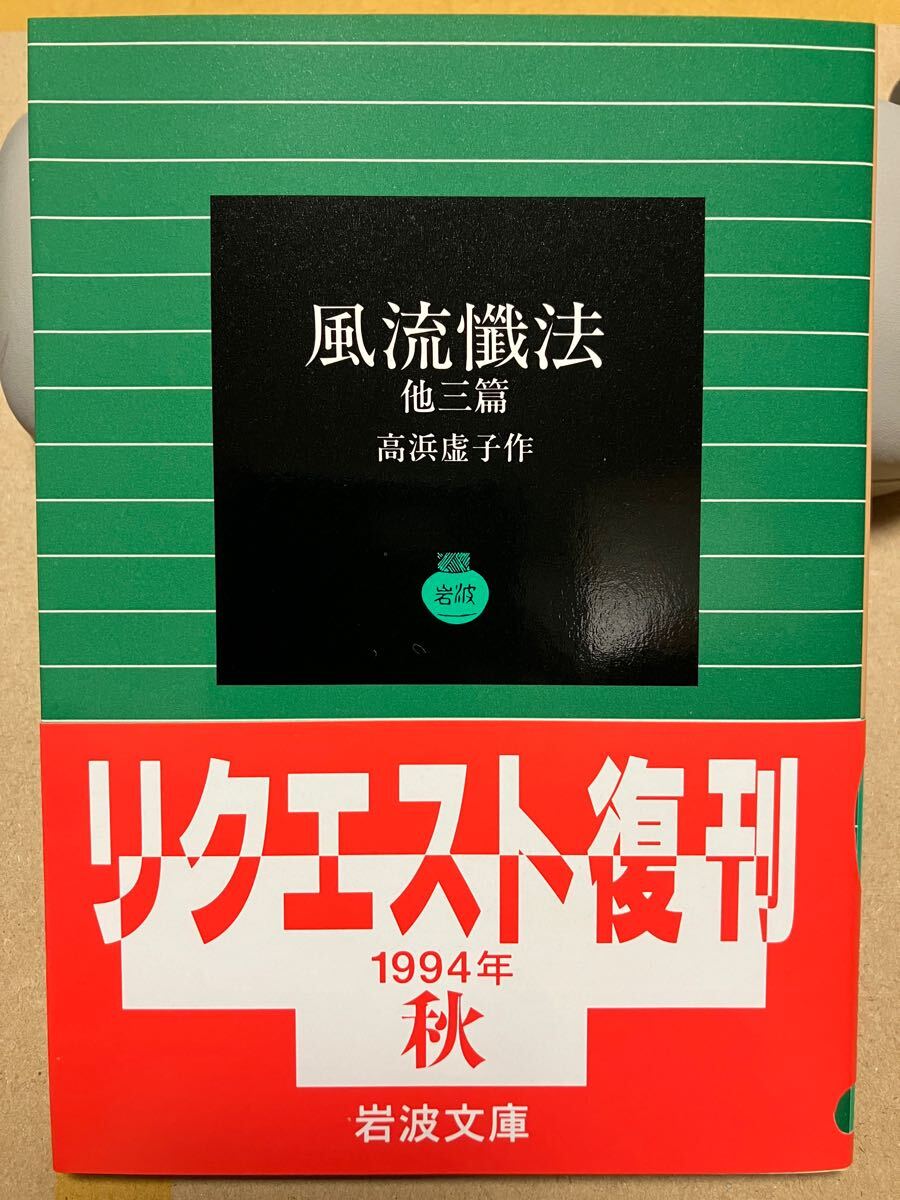 風流懺法
他三篇
高浜虚子作
岩波
リクエスト復刊
1994年
秋
岩波文庫